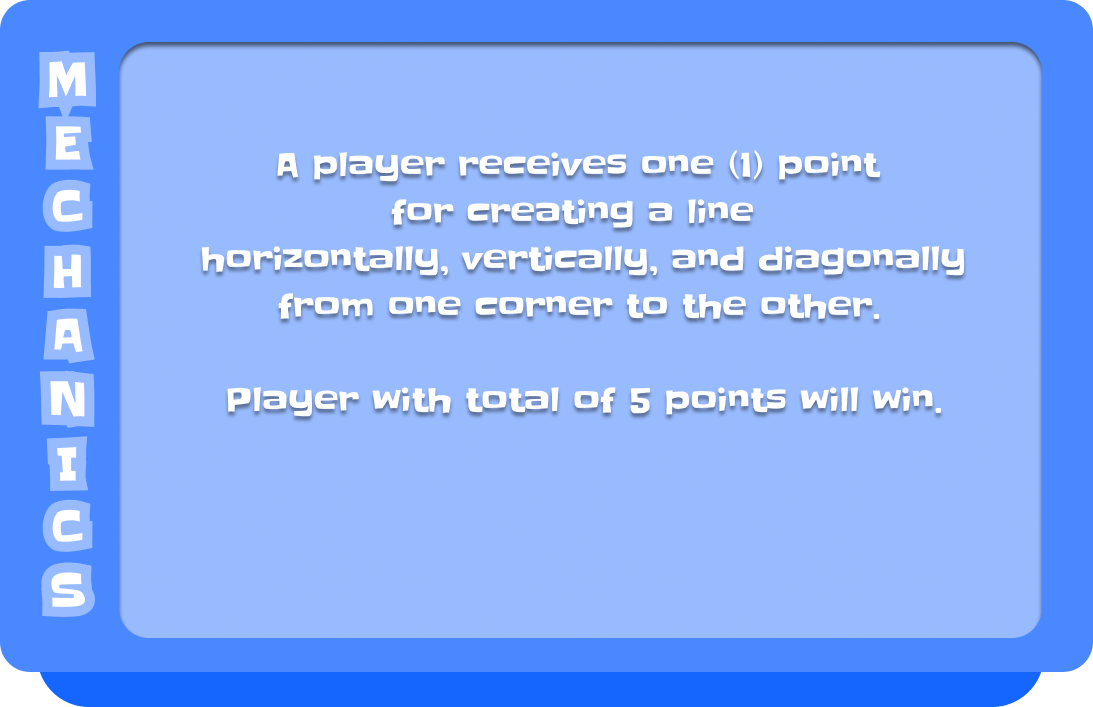 MECHANICS
A player receives one (1) point
for creating a line
horizontally, vertically, and diagonally
from one corner to the other.
Player with total of 5 points will win.